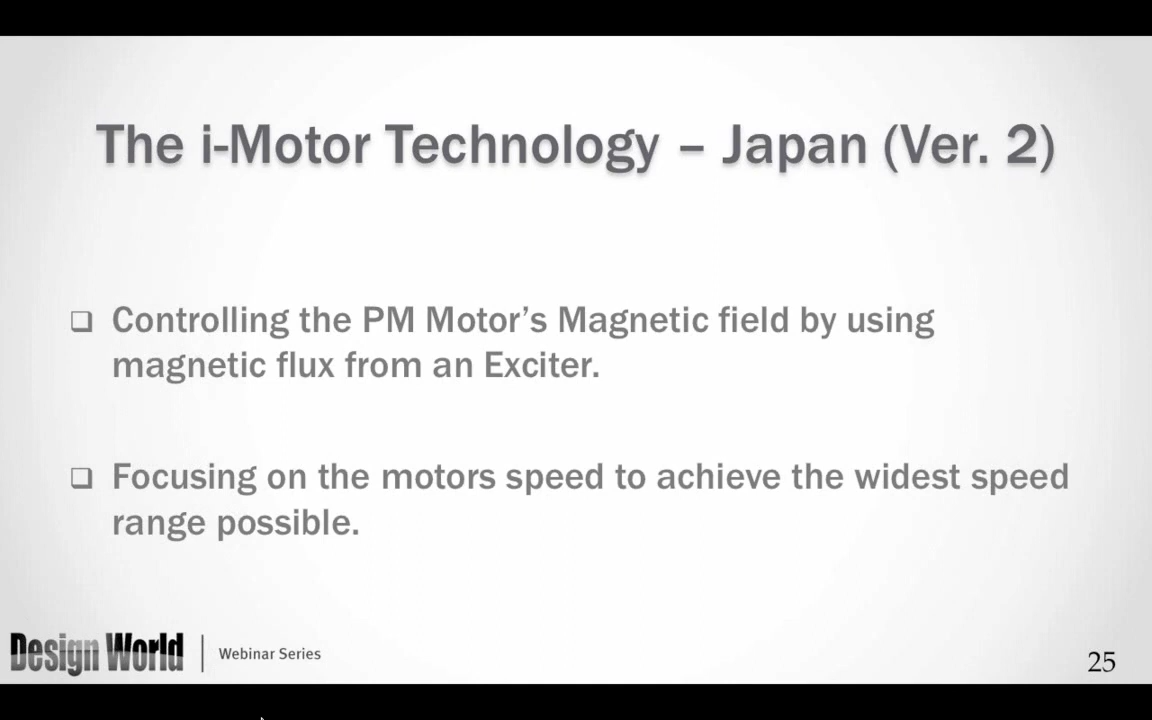 The i-Motor Technology – Japan (Ver. 2)
❑ Controlling the PM Motor’s Magnetic field by using
magnetic flux from an Exciter.
❑ Focusing on the motors speed to achieve the widest speed
range possible.
Design World | Webinar Series
25